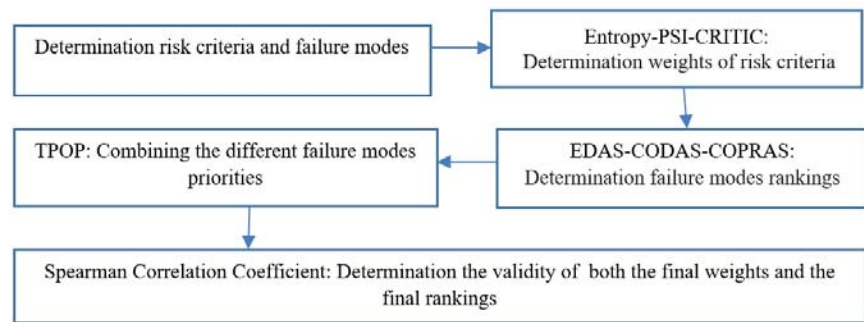 Determination risk criteria and failure modes
Entropy-PSI-CRITIC:
Determination weights of risk criteria
TPOP: Combining the different failure modes
priorities
EDAS-CODAS-COPRAS:
Determination failure modes rankings
Spearman Correlation Coefficient: Determination the validity of both the final weights and the
final rankings